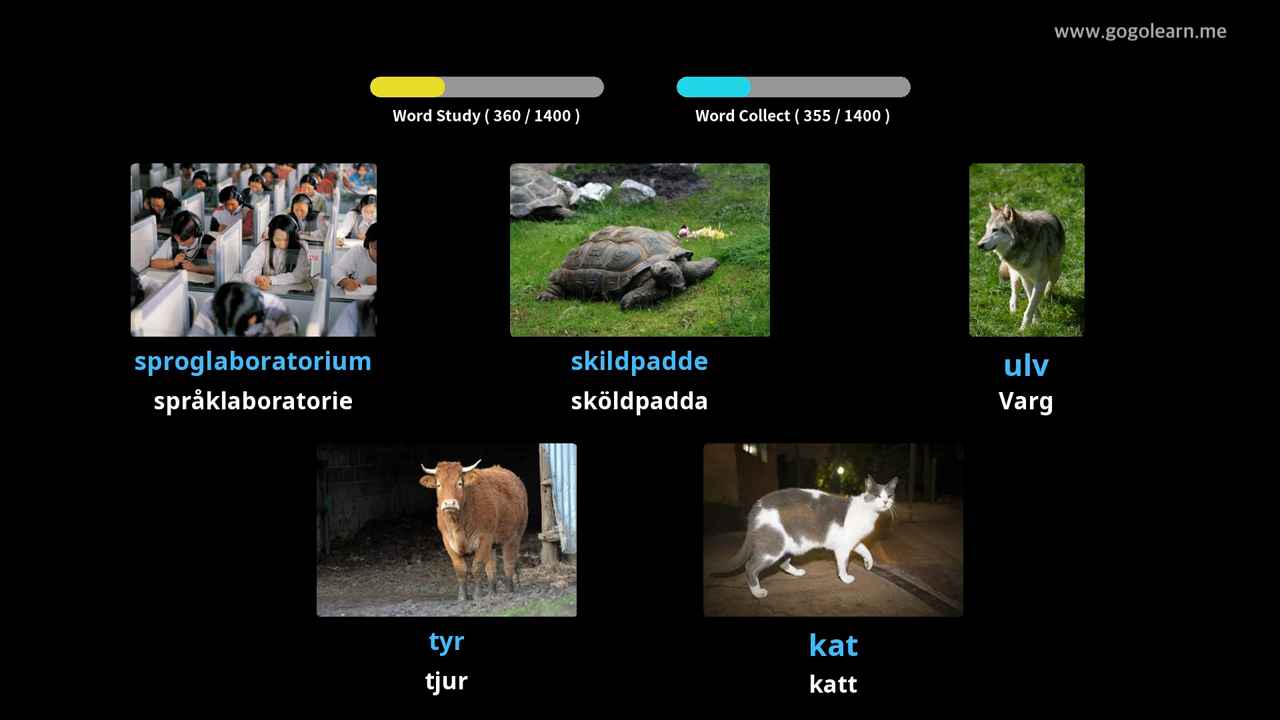 www.gogolearn.me
Word Study ( 360 / 1400 )
Word Collect ( 355 / 1400 )
sproglaboratorium
språklaboratorie
skildpadde
sköldpadda
ulv
Varg
tyr
tjur
kat
katt